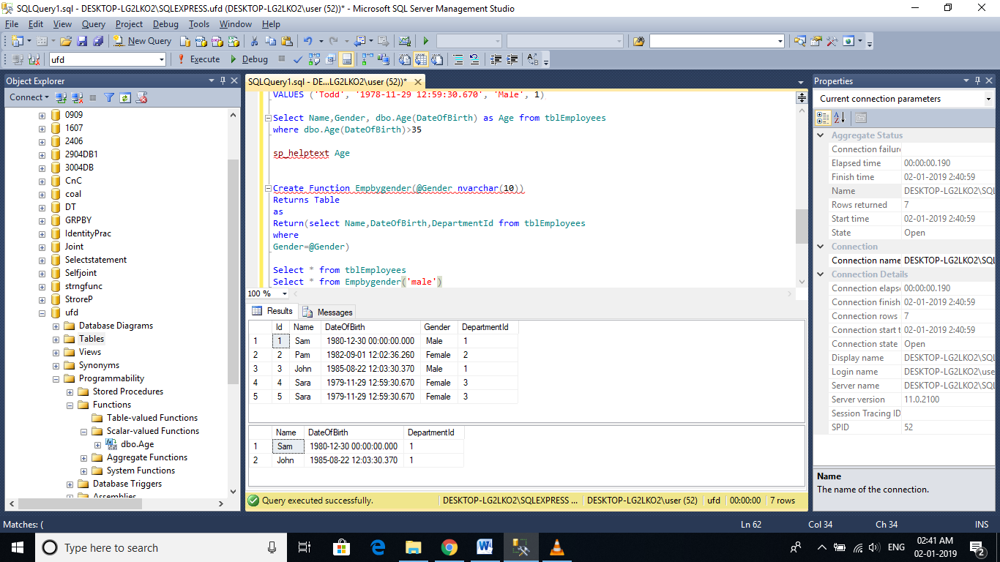 SQLQuery1.sql - DESKTOP-LG2LKO2\SQLEXPRESS.ufd (DESKTOP-LG2LKO2\user (52))* - Microsoft SQL Server Management Studio
File Edit View Query Project Debug Tools Window Help
New Query
ufd Execute Debug
Object Explorer
Connect
0909
1607
2406
2904DB1
3004DB
CnC
coal
DT
GRPBY
IdentityPrac
Joint
Selectstatement
Selfjoint
strngfunc
StroreP
ufd
Database Diagrams
Tables
Views
Synonyms
Programmability
Stored Procedures
Functions
Table-valued Functions
Scalar-valued Functions
dbo.Age
Aggregate Functions
System Functions
Database Triggers
Assemblies
SQLQuery1.sql - DE...LG2LKO2\user (52))*
VALUES ('Todd', '1978-11-29 12:59:30.670', 'Male', 1)
Select Name,Gender, dbo.Age(DateOfBirth) as Age from tblEmployees
where dbo.Age(DateOfBirth)>35
sp_helptext Age
Create Function Empbygender(@Gender nvarchar(10))
Returns Table
as
Return(select Name,DateOfBirth,DepartmentId from tblEmployees
where
Gender=@Gender)
Select * from tblEmployees
Select * from Empbygender('male')
100 %
Results Messages
Id Name DateOfBirth Gender DepartmentId
1 1 Sam 1980-12-30 00:00:00.000 Male 1
2 2 Pam 1982-09-01 12:02:36.260 Female 2
3 3 John 1985-08-22 12:03:30.370 Male 1
4 4 Sara 1979-11-29 12:59:30.670 Female 3
5 5 Sara 1979-11-29 12:59:30.670 Female 3
Name DateOfBirth DepartmentId
1 Sam 1980-12-30 00:00:00.000 1
2 John 1985-08-22 12:03:30.370 1
Query executed successfully. DESKTOP-LG2LKO2\SQLEXPRESS ... DESKTOP-LG2LKO2\user (52) ufd 00:00:00 7 rows
Properties
Current connection parameters
Aggregate Status
Connection failure
Elapsed time 00:00:00.190
Finish time 02-01-2019 2:40:59
Name DESKTOP-LG2LKO2\SQL
Rows returned 7
Start time 02-01-2019 2:40:59
State Open
Connection
Connection name DESKTOP-LG2LKO2\SQL
Connection Details
Connection elaps 00:00:00.190
Connection finish 02-01-2019 2:40:59
Connection rows 7
Connection start t 02-01-2019 2:40:59
Connection state Open
Display name DESKTOP-LG2LKO2\SQL
Login name DESKTOP-LG2LKO2\use
Server name DESKTOP-LG2LKO2\SQL
Server version 11.0.2100
Session Tracing ID
SPID 52
Name
The name of the connection.
Matches: ( Ln 62 Col 34 Ch 34 INS
Type here to search
ENG
02:41 AM
02-01-2019
2